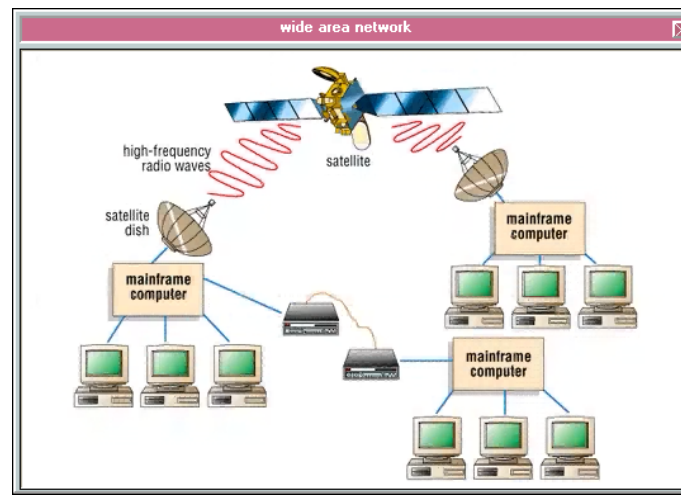 wide area network
high-frequency
radio waves
satellite
satellite
dish
mainframe
computer
mainframe
computer
mainframe
computer